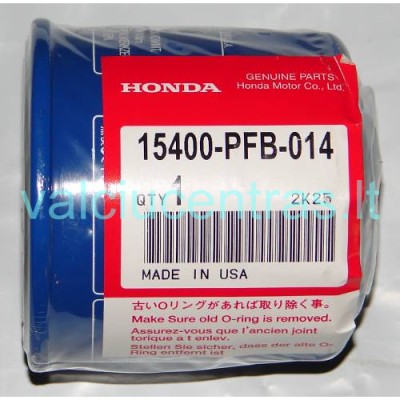 HONDA
GENUINE PARTS
Honda Motor Co., Ltd.
15400-PFB-014
QTY 1
2K25
valciucentras.lt
MADE IN USA
古いOリングがあれば取り除く事。
Make Sure old O-ring is removed.
Assurez-vous que l'ancien joint
torique a t enlev.
Stellen Sie sicher, dass der alte O-
Ring entfernt ist